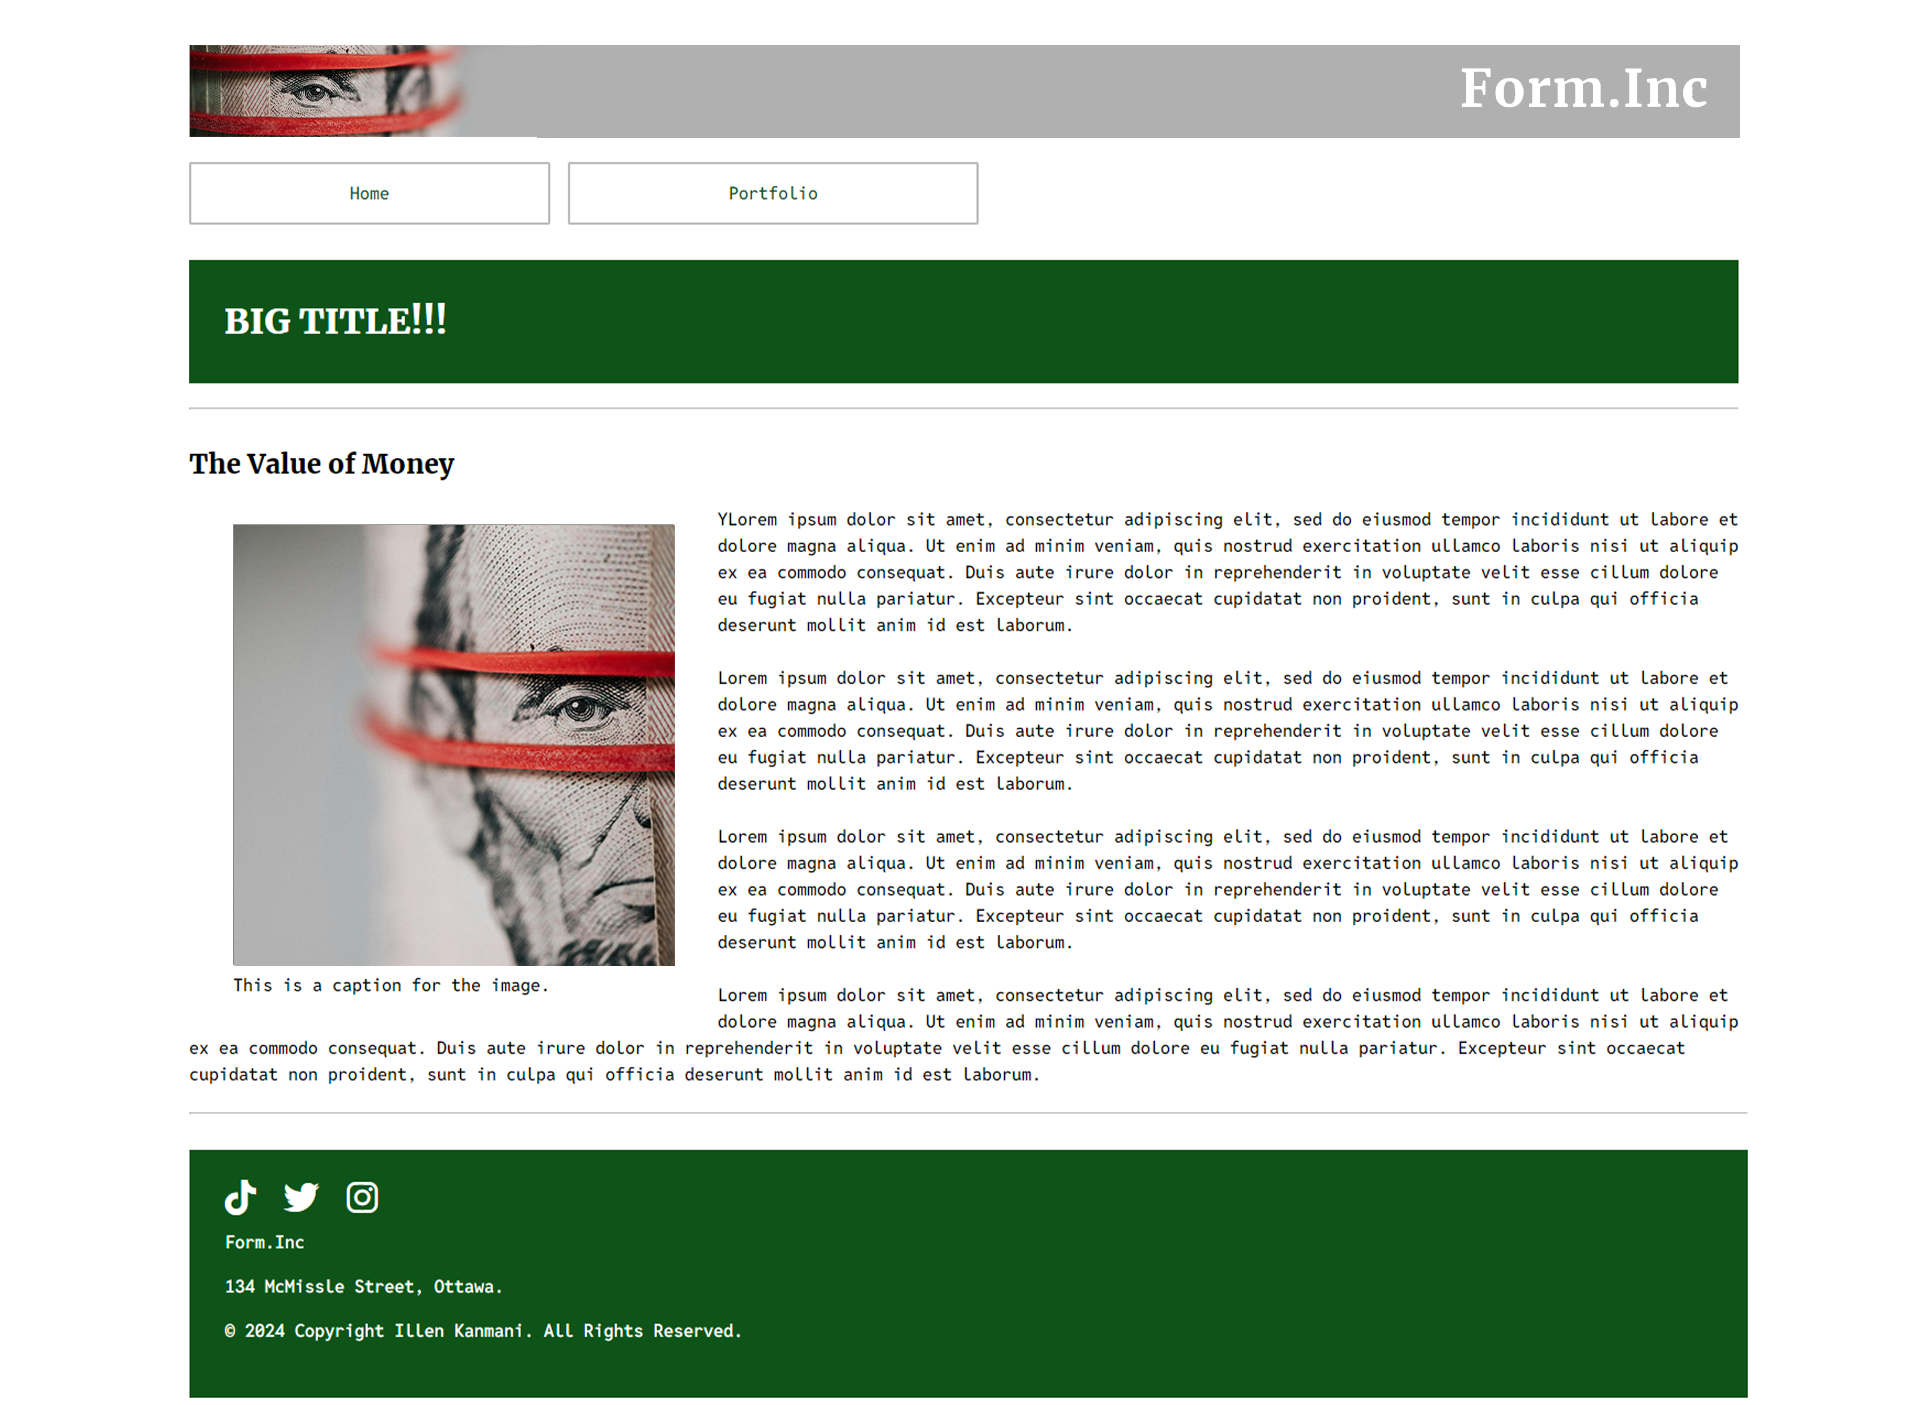 Form.Inc
Home
Portfolio
BIG TITLE!!!
The Value of Money
YLorem ipsum dolor sit amet, consectetur adipiscing elit, sed do eiusmod tempor incididunt ut labore et
dolore magna aliqua. Ut enim ad minim veniam, quis nostrud exercitation ullamco laboris nisi ut aliquip
ex ea commodo consequat. Duis aute irure dolor in reprehenderit in voluptate velit esse cillum dolore
eu fugiat nulla pariatur. Excepteur sint occaecat cupidatat non proident, sunt in culpa qui officia
deserunt mollit anim id est laborum.
Lorem ipsum dolor sit amet, consectetur adipiscing elit, sed do eiusmod tempor incididunt ut labore et
dolore magna aliqua. Ut enim ad minim veniam, quis nostrud exercitation ullamco laboris nisi ut aliquip
ex ea commodo consequat. Duis aute irure dolor in reprehenderit in voluptate velit esse cillum dolore
eu fugiat nulla pariatur. Excepteur sint occaecat cupidatat non proident, sunt in culpa qui officia
deserunt mollit anim id est laborum.
Lorem ipsum dolor sit amet, consectetur adipiscing elit, sed do eiusmod tempor incididunt ut labore et
dolore magna aliqua. Ut enim ad minim veniam, quis nostrud exercitation ullamco laboris nisi ut aliquip
ex ea commodo consequat. Duis aute irure dolor in reprehenderit in voluptate velit esse cillum dolore
eu fugiat nulla pariatur. Excepteur sint occaecat cupidatat non proident, sunt in culpa qui officia
deserunt mollit anim id est laborum.
This is a caption for the image.
Lorem ipsum dolor sit amet, consectetur adipiscing elit, sed do eiusmod tempor incididunt ut labore et
dolore magna aliqua. Ut enim ad minim veniam, quis nostrud exercitation ullamco laboris nisi ut aliquip
ex ea commodo consequat. Duis aute irure dolor in reprehenderit in voluptate velit esse cillum dolore eu fugiat nulla pariatur. Excepteur sint occaecat
cupidatat non proident, sunt in culpa qui officia deserunt mollit anim id est laborum.
Form.Inc
134 McMissle Street, Ottawa.
© 2024 Copyright Illen Kanmani. All Rights Reserved.